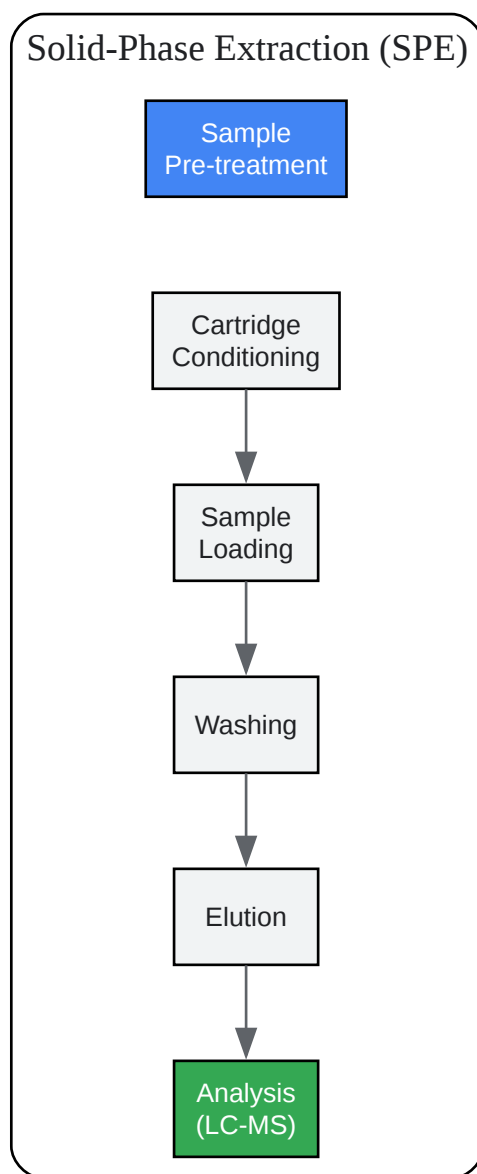 Solid-Phase Extraction (SPE)
Sample
Pre-treatment
Cartridge
Conditioning
Sample
Loading
Washing
Elution
Analysis
(LC-MS)